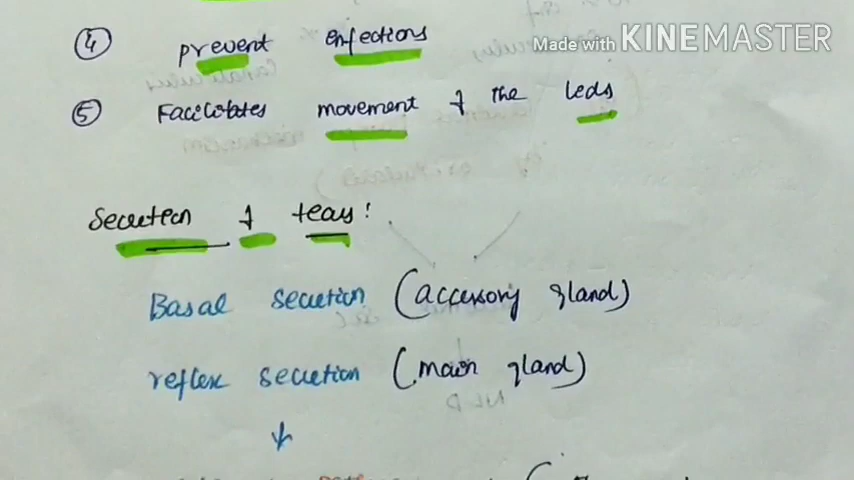 Made with KINEMASTER
④ prevent infections
⑤ Facilitates movement of the lids
Secretion of tears:
Basal secretion (accessory gland)
reflex secretion (main gland)
↓